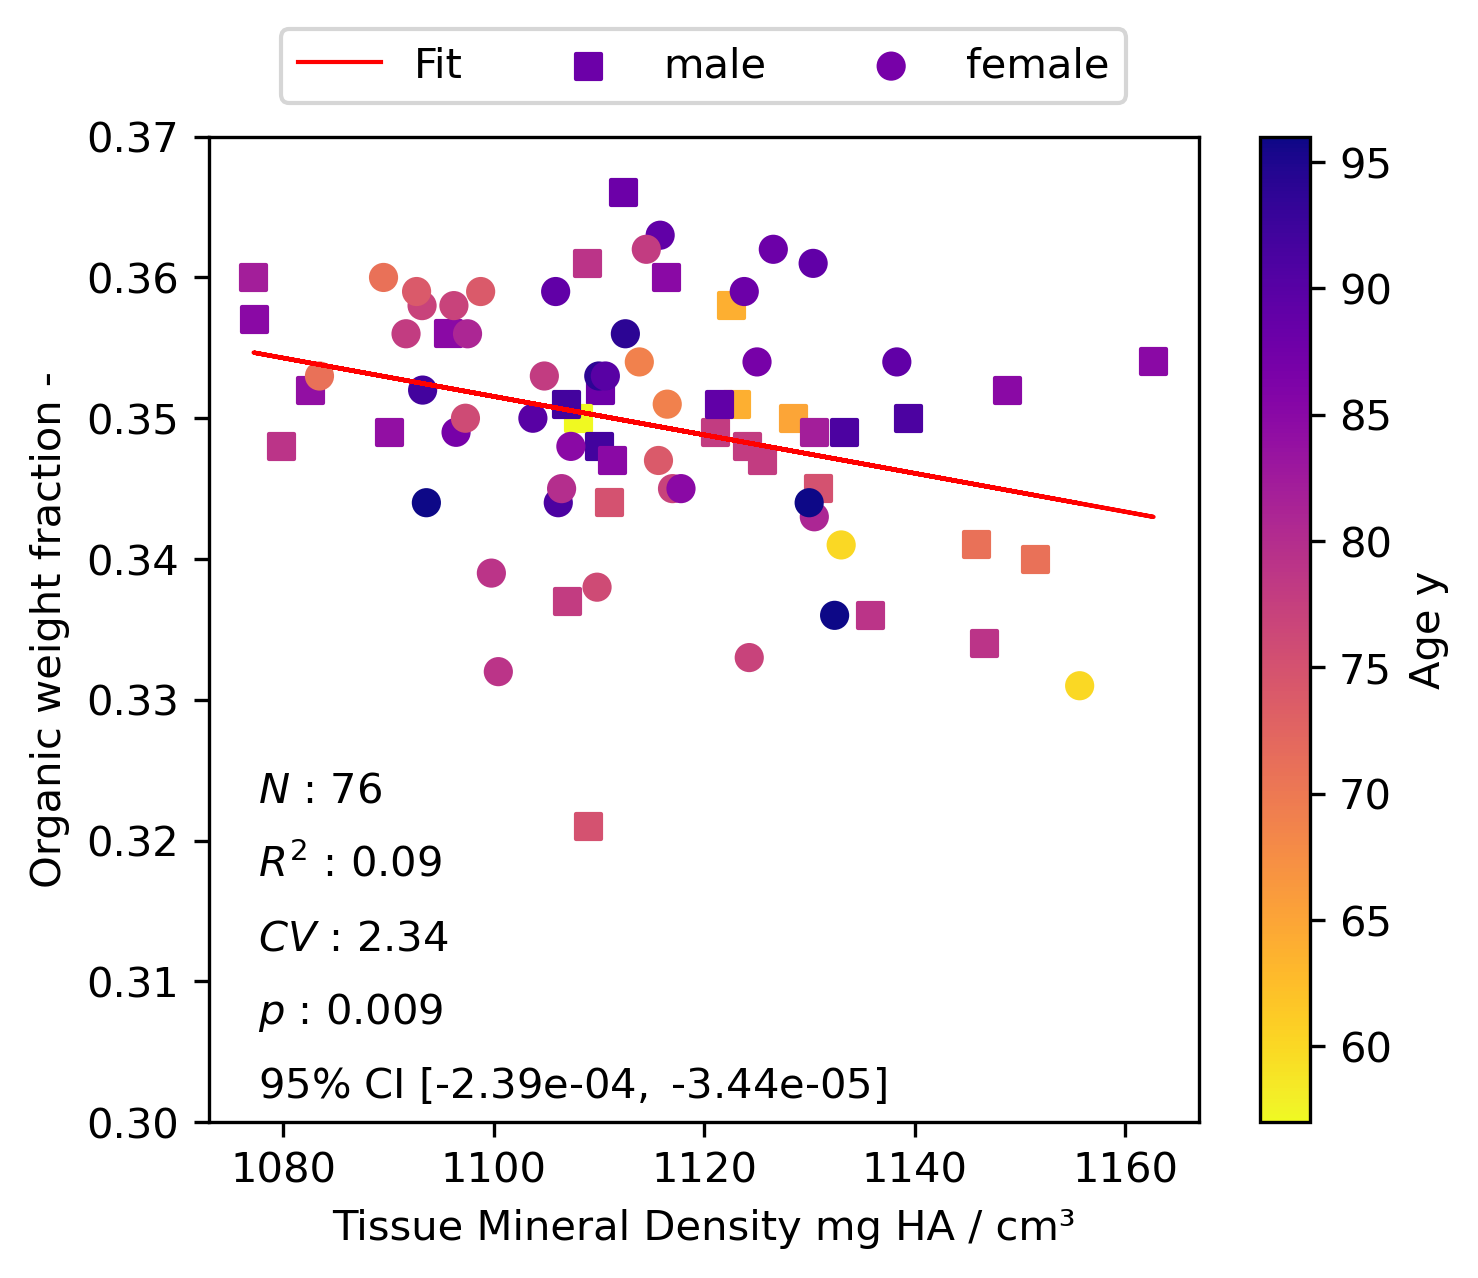 Fit male female
0.37
0.36
0.35
0.34
0.33
0.32
0.31
0.30
Organic weight fraction -
N : 76
R² : 0.09
CV : 2.34
p : 0.009
95% CI [-2.39e-04, -3.44e-05]
1080 1100 1120 1140 1160
Tissue Mineral Density mg HA / cm³
95
90
85
80
75
70
65
60
Age y